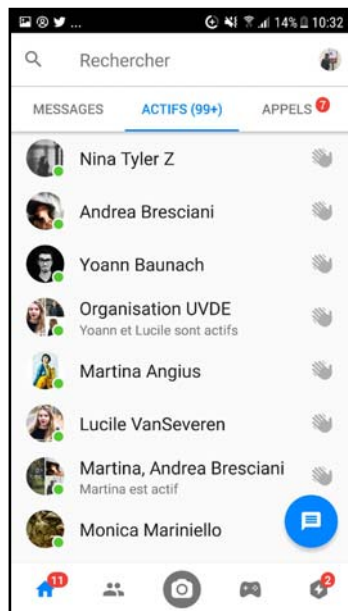 ... 14% 10:32
Rechercher
MESSAGES ACTIFS (99+) APPELS 7
Nina Tyler Z
Andrea Bresciani
Yoann Baunach
Organisation UVDE
Yoann et Lucile sont actifs
Martina Angius
Lucile VanSeveren
Martina, Andrea Bresciani
Martina est actif
Monica Mariniello
11 2